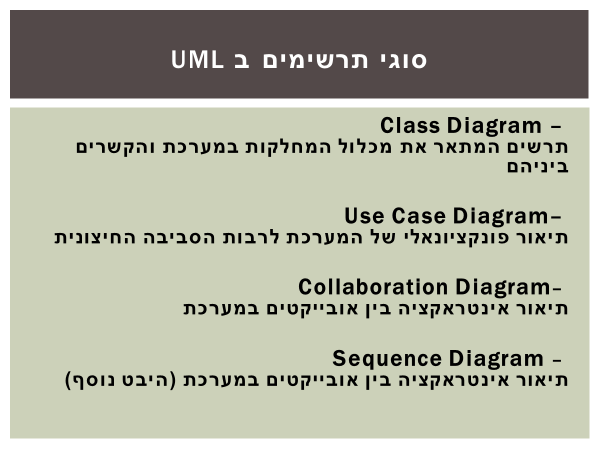 סוגי תרשימים ב UML
Class Diagram –
תרשים המתאר את מכלול המחלקות במערכת והקשרים
ביניהם
Use Case Diagram–
תיאור פונקציונאלי של המערכת לרבות הסביבה החיצונית
Collaboration Diagram–
תיאור אינטראקציה בין אובייקטים במערכת
Sequence Diagram –
תיאור אינטראקציה בין אובייקטים במערכת (היבט נוסף)